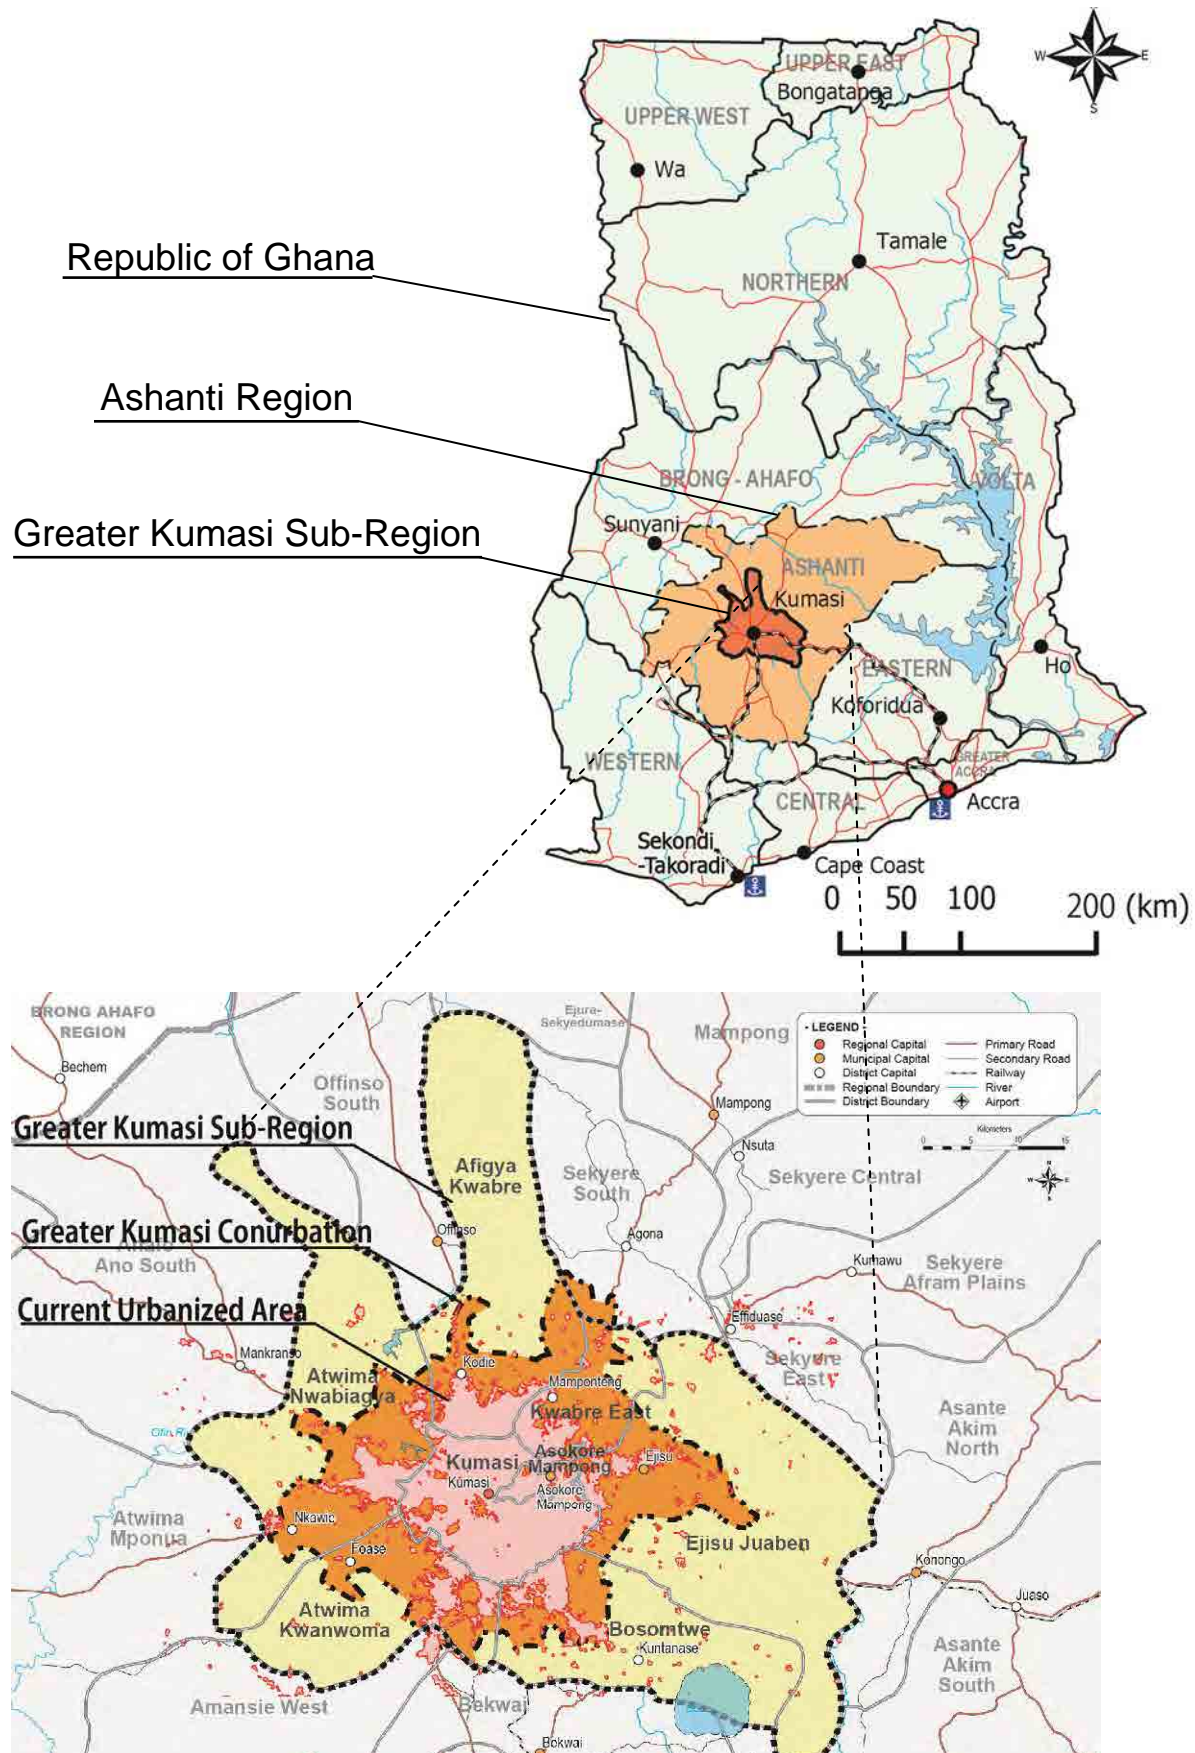 W
E
S
UPPER EAST
Bongatanga
UPPER WEST
Wa
Tamale
Republic of Ghana
NORTHERN
Ashanti Region
BRONG - AHAFO
VOLTA
Greater Kumasi Sub-Region
Sunyani
ASHANTI
Kumasi
EASTERN
Ho
Koforidua
WESTERN
GREATER
ACCRA
CENTRAL
Accra
Sekondi
-Takoradi
Cape Coast
0 50 100 200 (km)
BRONG AHAFO
REGION
Ejura-
Sekyedumase
Mampong
- LEGEND
Regional Capital
Municipal Capital
District Capital
Regional Boundary
District Boundary
Primary Road
Secondary Road
Railway
River
Airport
Kilometers
0 5 10 15
N
W
E
S
Bechem
Offinso
South
Mampong
Greater Kumasi Sub-Region
Nsuta
Afigya
Kwabre
Sekyere
South
Sekyere Central
Greater Kumasi Conurbation
Offinso
Agona
Ano South
Kumawu
Sekyere
Afram Plains
Current Urbanized Area
Effiduase
Mankranso
Kodie
Sekyere
East
Atwima
Nwabiagya
Mamponteng
Kwabre East
Asante
Akim
North
Kumasi
Asokore
Mampong
Ejisu
Kumasi
Asokore
Mampong
Atwima
Mponua
Nkawie
Foase
Ejisu Juaben
Konongo
Juaso
Atwima
Kwanwoma
Bosomtwe
Kuntanase
Asante
Akim
South
Amansie West
Bekwai
Bekwai